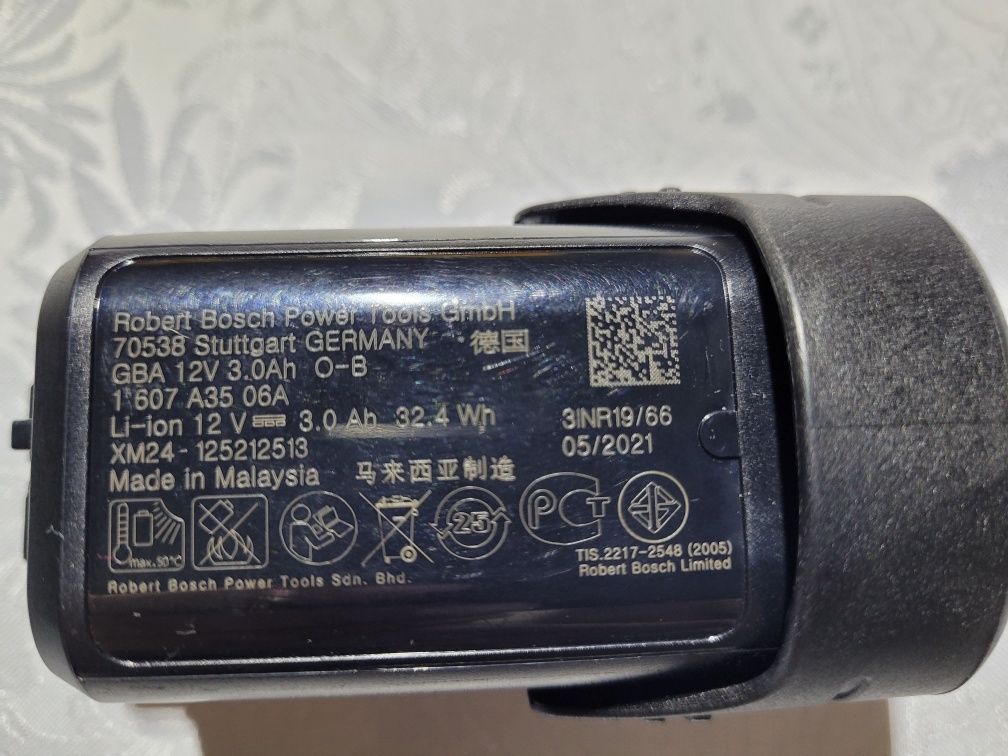 Robert Bosch Power Tools GmbH
70538 Stuttgart GERMANY 德国
GBA 12V 3.0Ah O-B
1 607 A35 06A
Li-ion 12 V 3.0 Ah 32.4 Wh
3INR19/66
XM24-125212513
05/2021
Made in Malaysia 马来西亚制造
max.50°C
25
PCT
TIS.2217-2548 (2005)
Robert Bosch Power Tools Sdn. Bhd.
Robert Bosch Limited